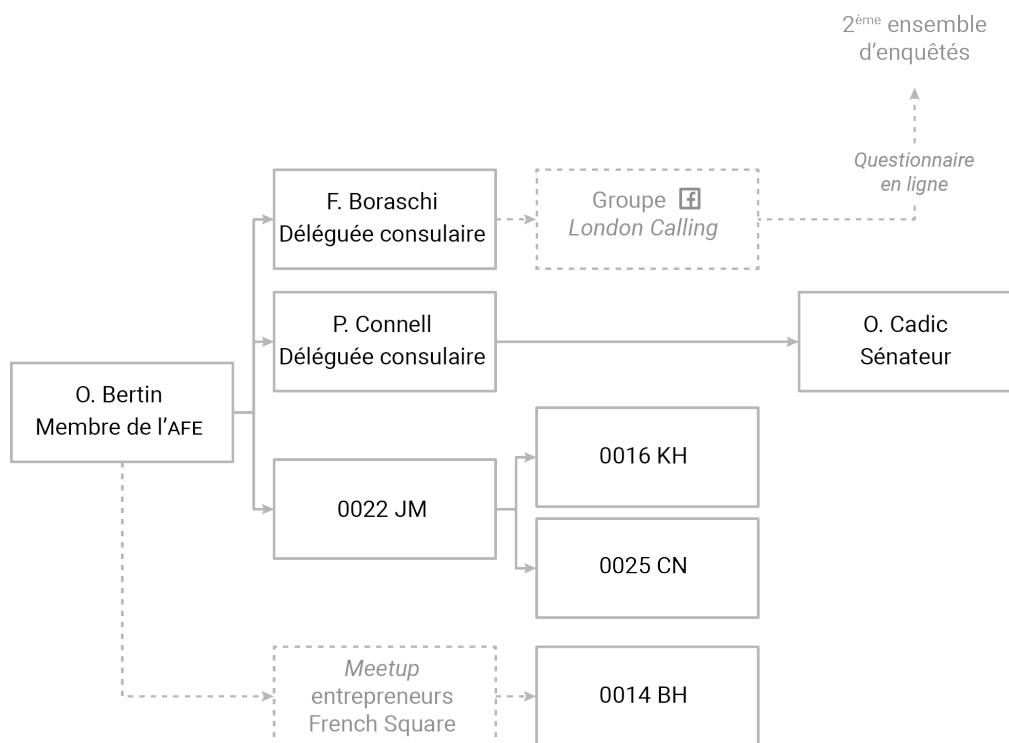 2ème ensemble
d'enquêtés
Questionnaire
en ligne
F. Boraschi
Déléguée consulaire
Groupe
London Calling
P. Connell
Déléguée consulaire
O. Cadic
Sénateur
O. Bertin
Membre de l'AFE
0016 KH
0022 JM
0025 CN
Meetup
entrepreneurs
French Square
0014 BH